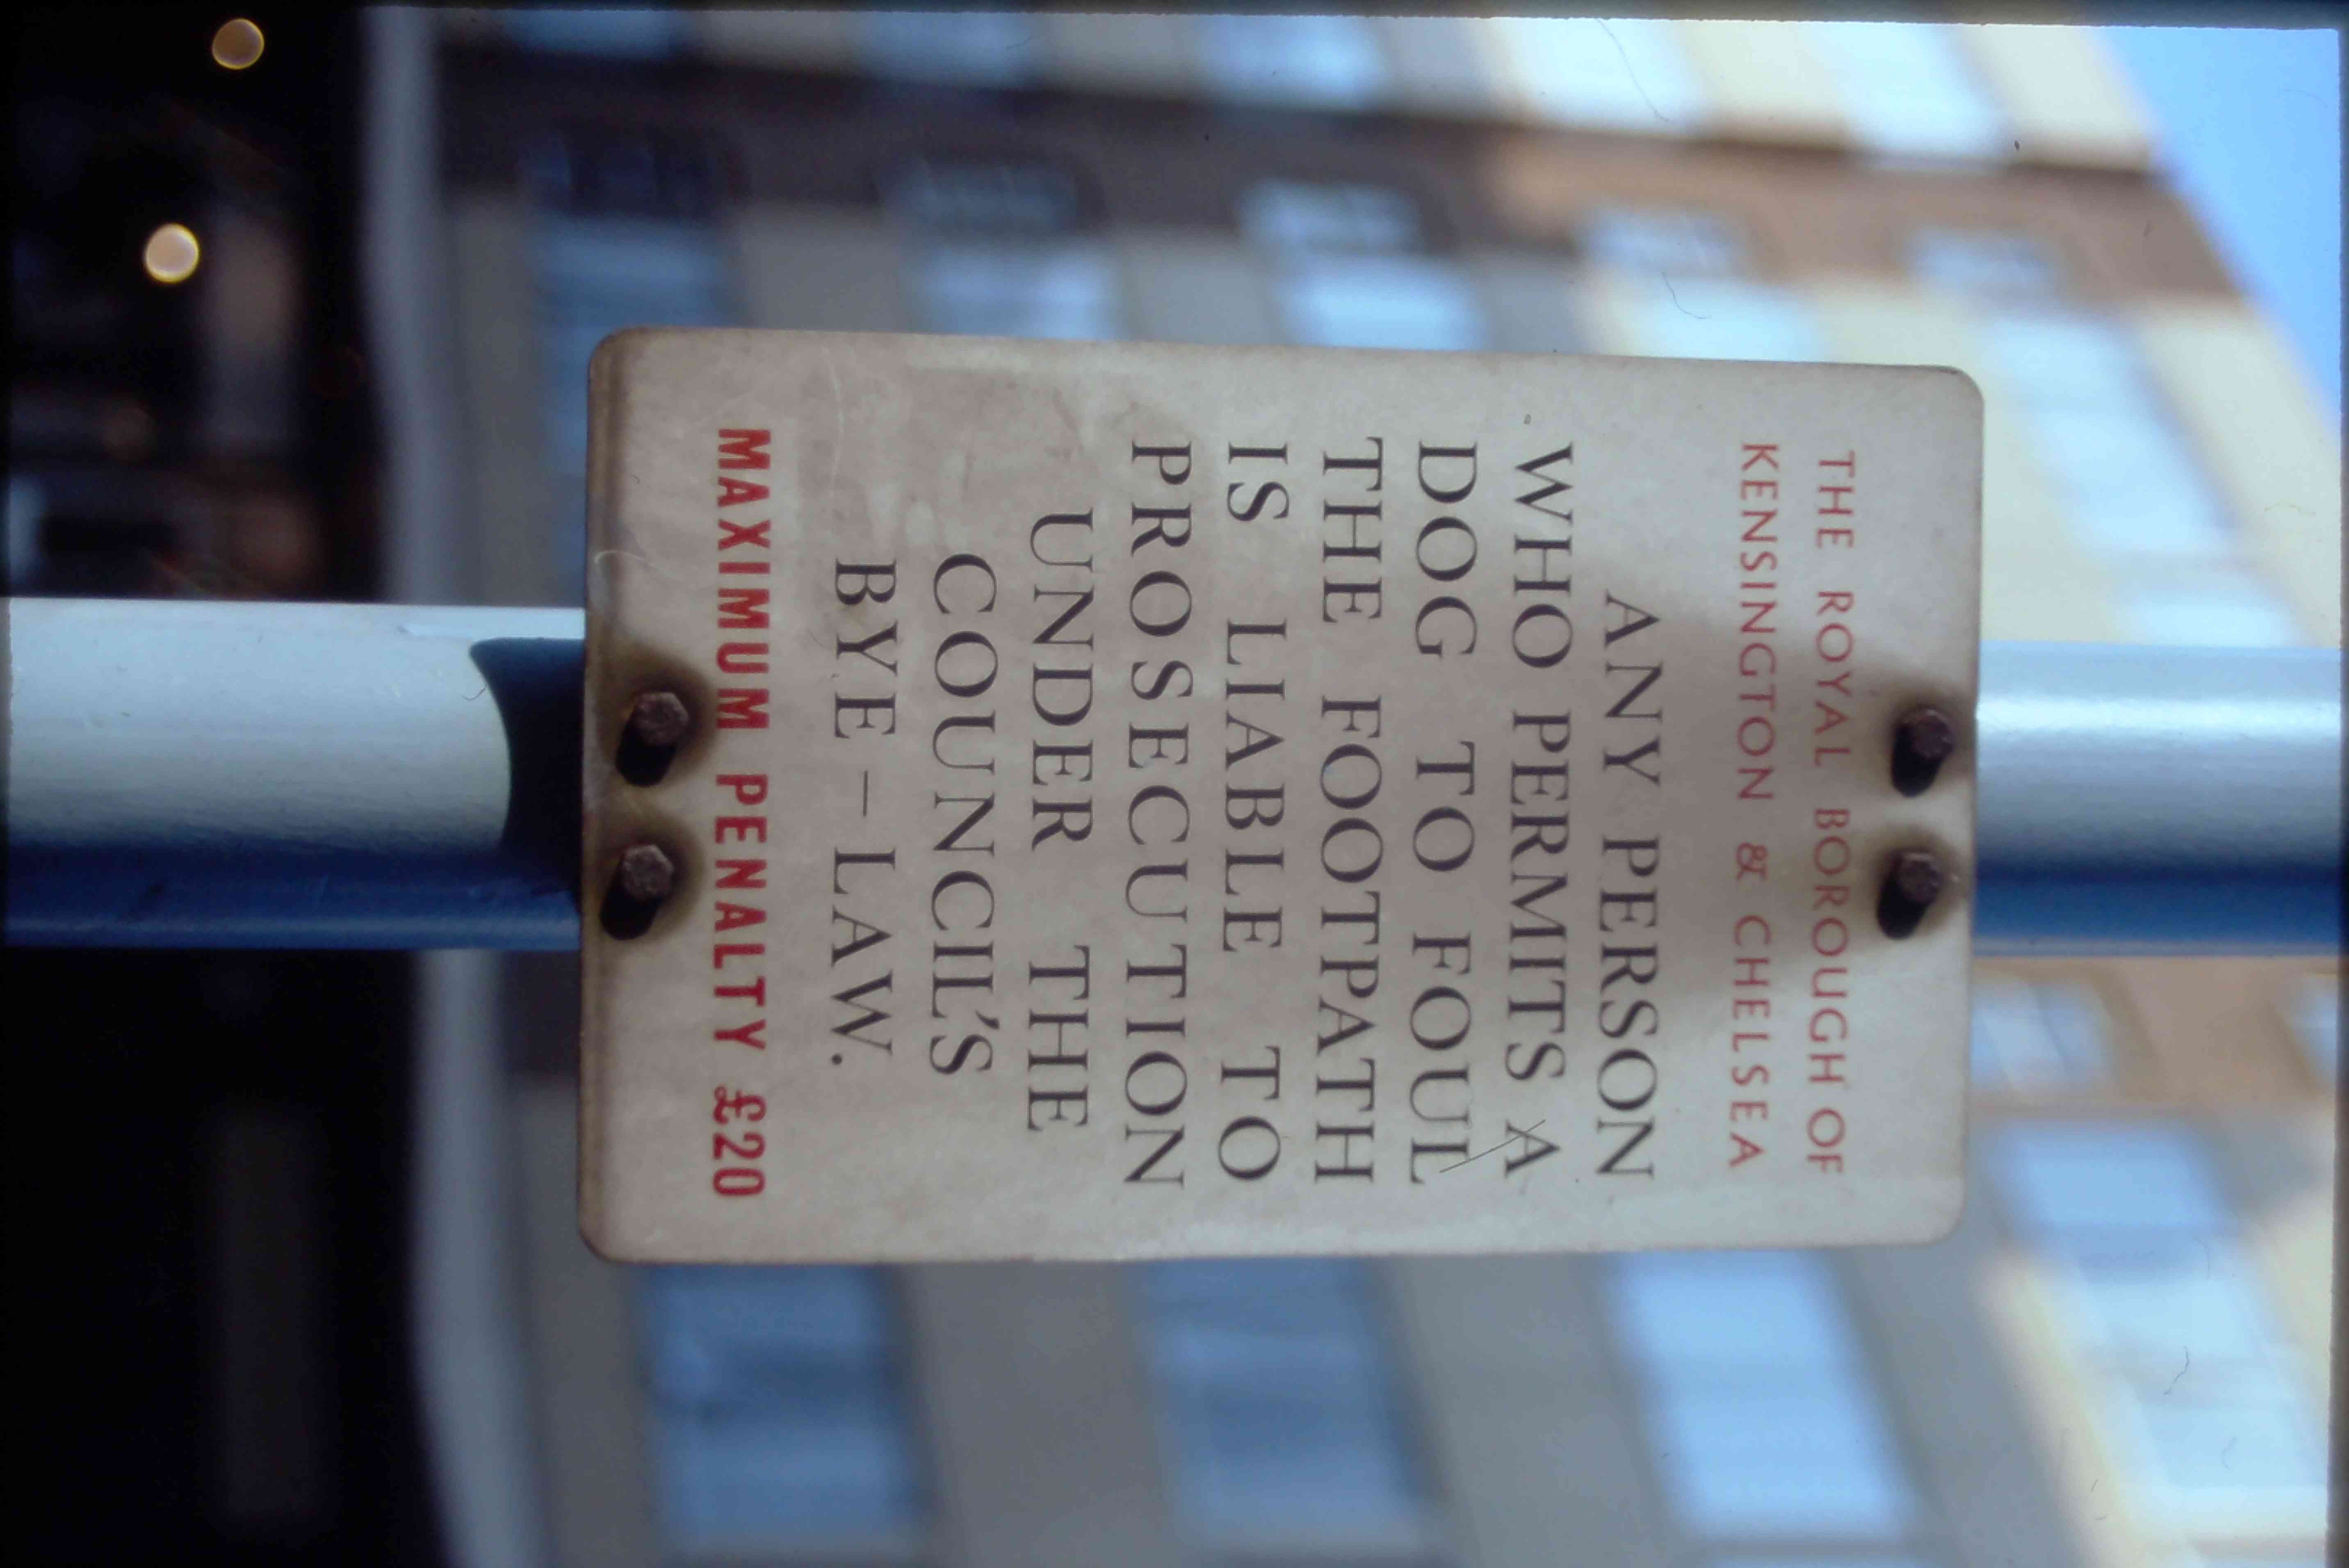 THE ROYAL BOROUGH OF
KENSINGTON & CHELSEA
ANY PERSON
WHO PERMITS A
DOG TO FOUL
THE FOOTPATH
IS LIABLE TO
PROSECUTION
UNDER THE
COUNCIL'S
BYE-LAW.
MAXIMUM PENALTY £20